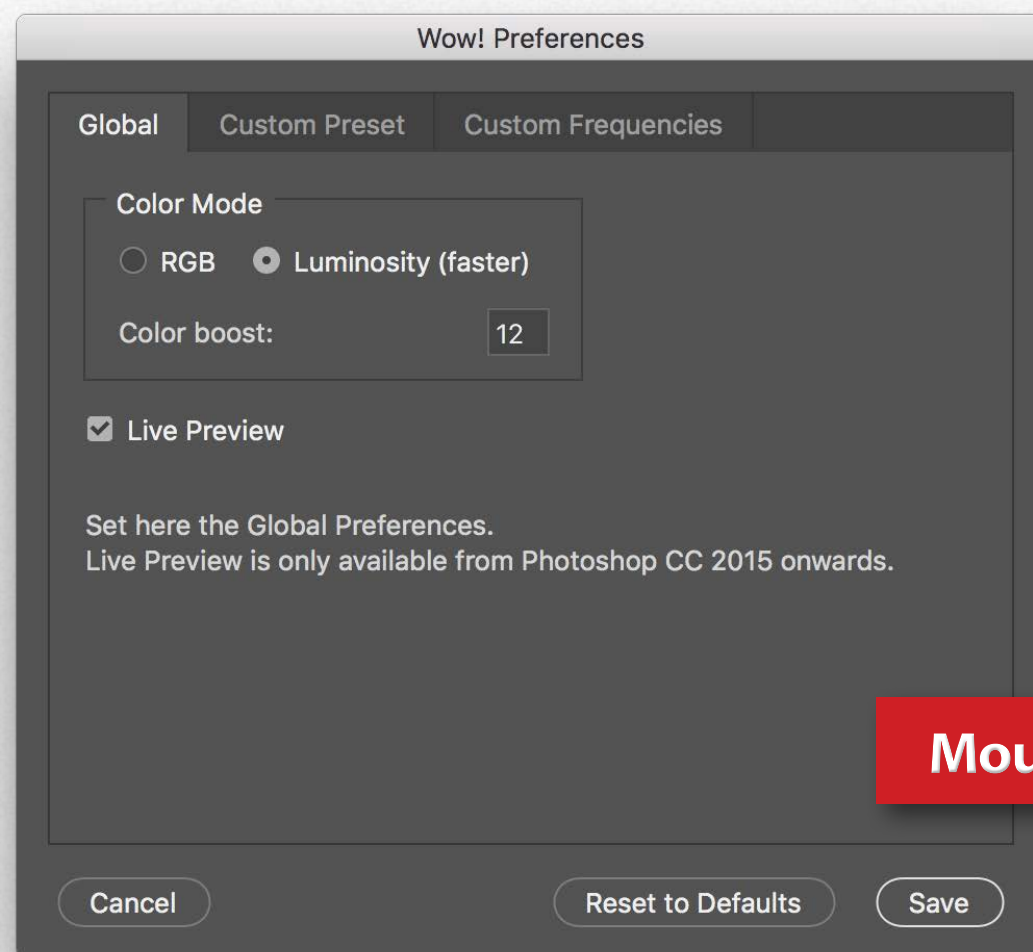 Wow! Preferences
Global Custom Preset Custom Frequencies
Color Mode
RGB Luminosity (faster)
Color boost: 12
Live Preview
Set here the Global Preferences.
Live Preview is only available from Photoshop CC 2015 onwards.
Cancel Reset to Defaults Save